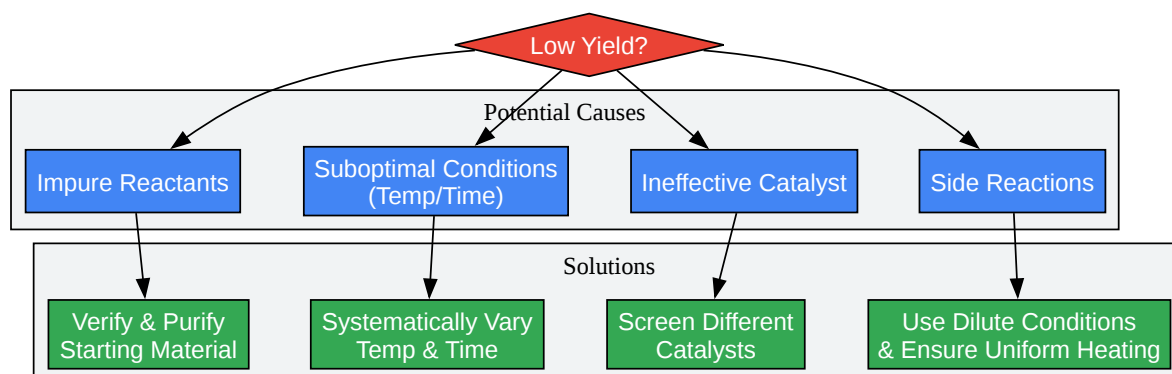 Low Yield?
Potential Causes
Impure Reactants
Suboptimal Conditions
(Temp/Time)
Ineffective Catalyst
Side Reactions
Solutions
Verify & Purify
Starting Material
Systematically Vary
Temp & Time
Screen Different
Catalysts
Use Dilute Conditions
& Ensure Uniform Heating